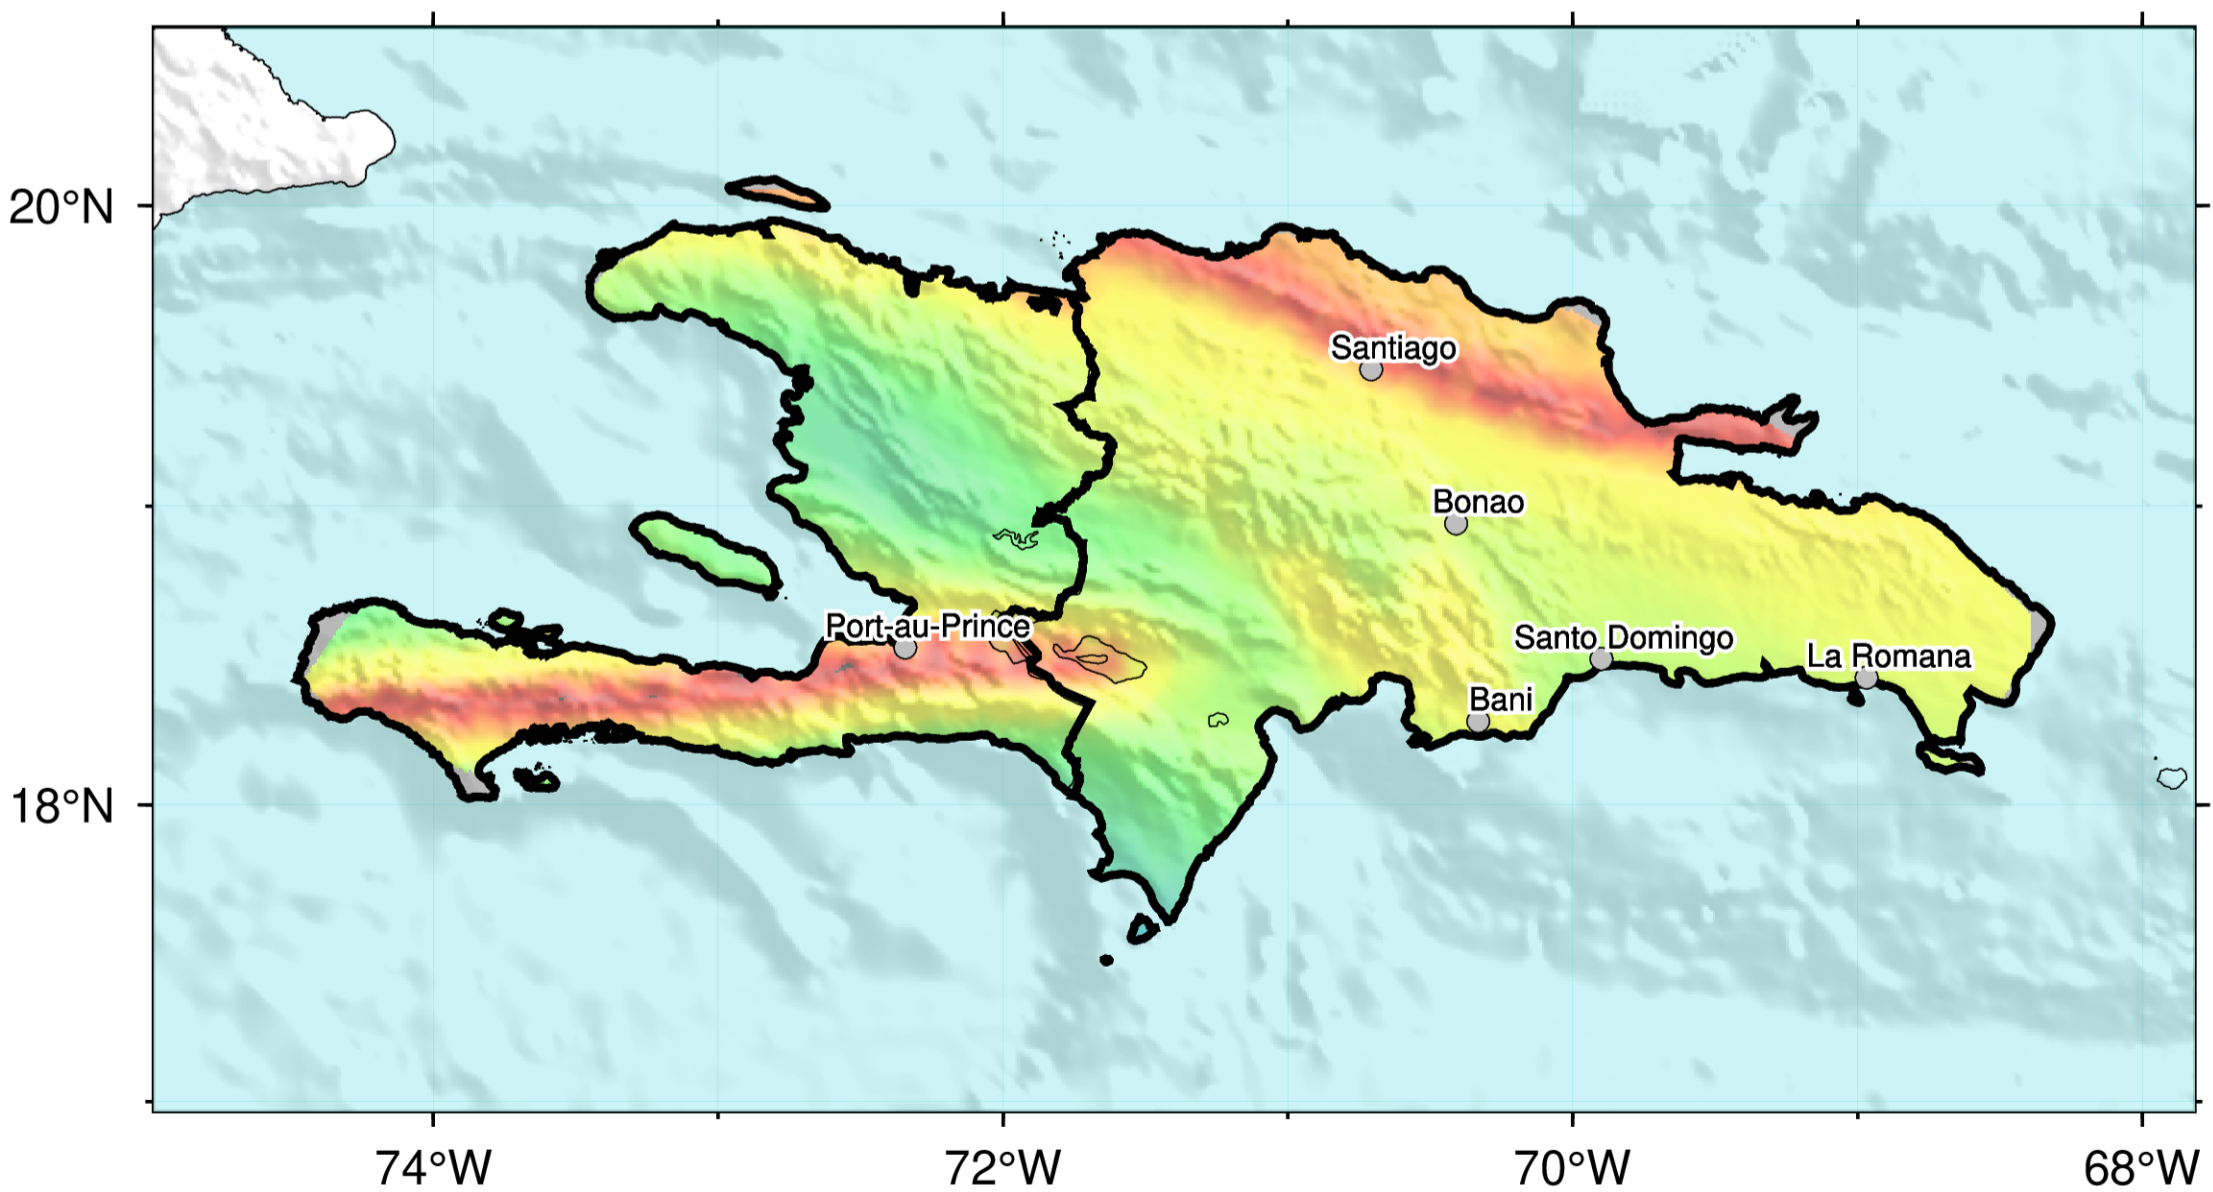 20°N
Santiago
Bonao
Port-au-Prince
Santo Domingo
La Romana
Bani
18°N
74°W
72°W
70°W
68°W